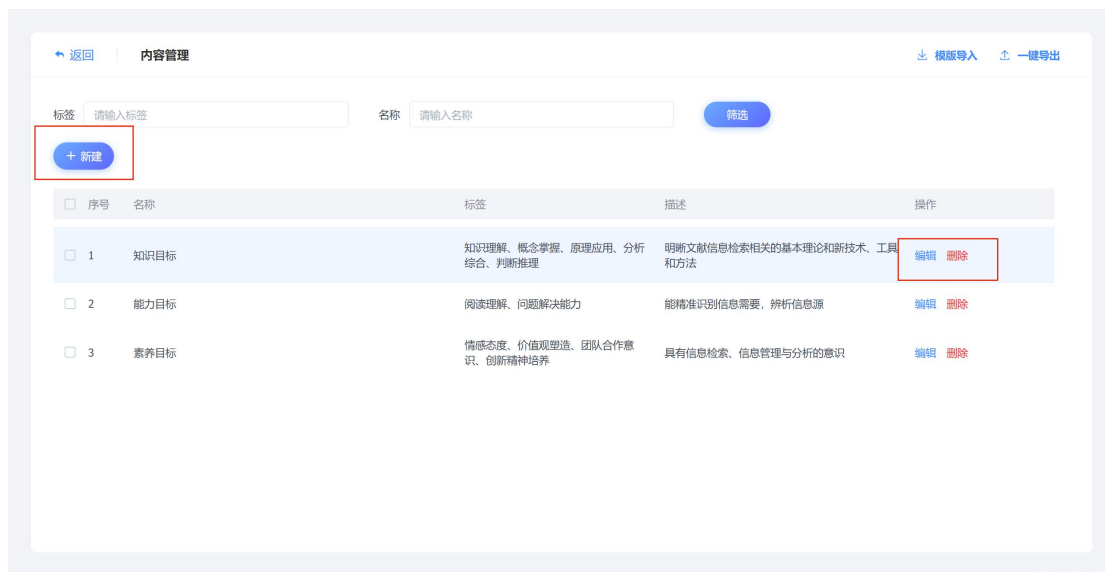 返回 内容管理 模版导入 一键导出
标签 请输入标签 名称 请输入名称 筛选
+ 新建
序号 名称 标签 描述 操作
1 知识目标 知识理解、概念掌握、原理应用、分析综合、判断推理 明晰文献信息检索相关的基本理论和新技术、工具和方法 编辑 删除
2 能力目标 阅读理解、问题解决能力 能精准识别信息需要，辨析信息源 编辑 删除
3 素养目标 情感态度、价值观塑造、团队合作意识、创新精神培养 具有信息检索、信息管理与分析的意识 编辑 删除